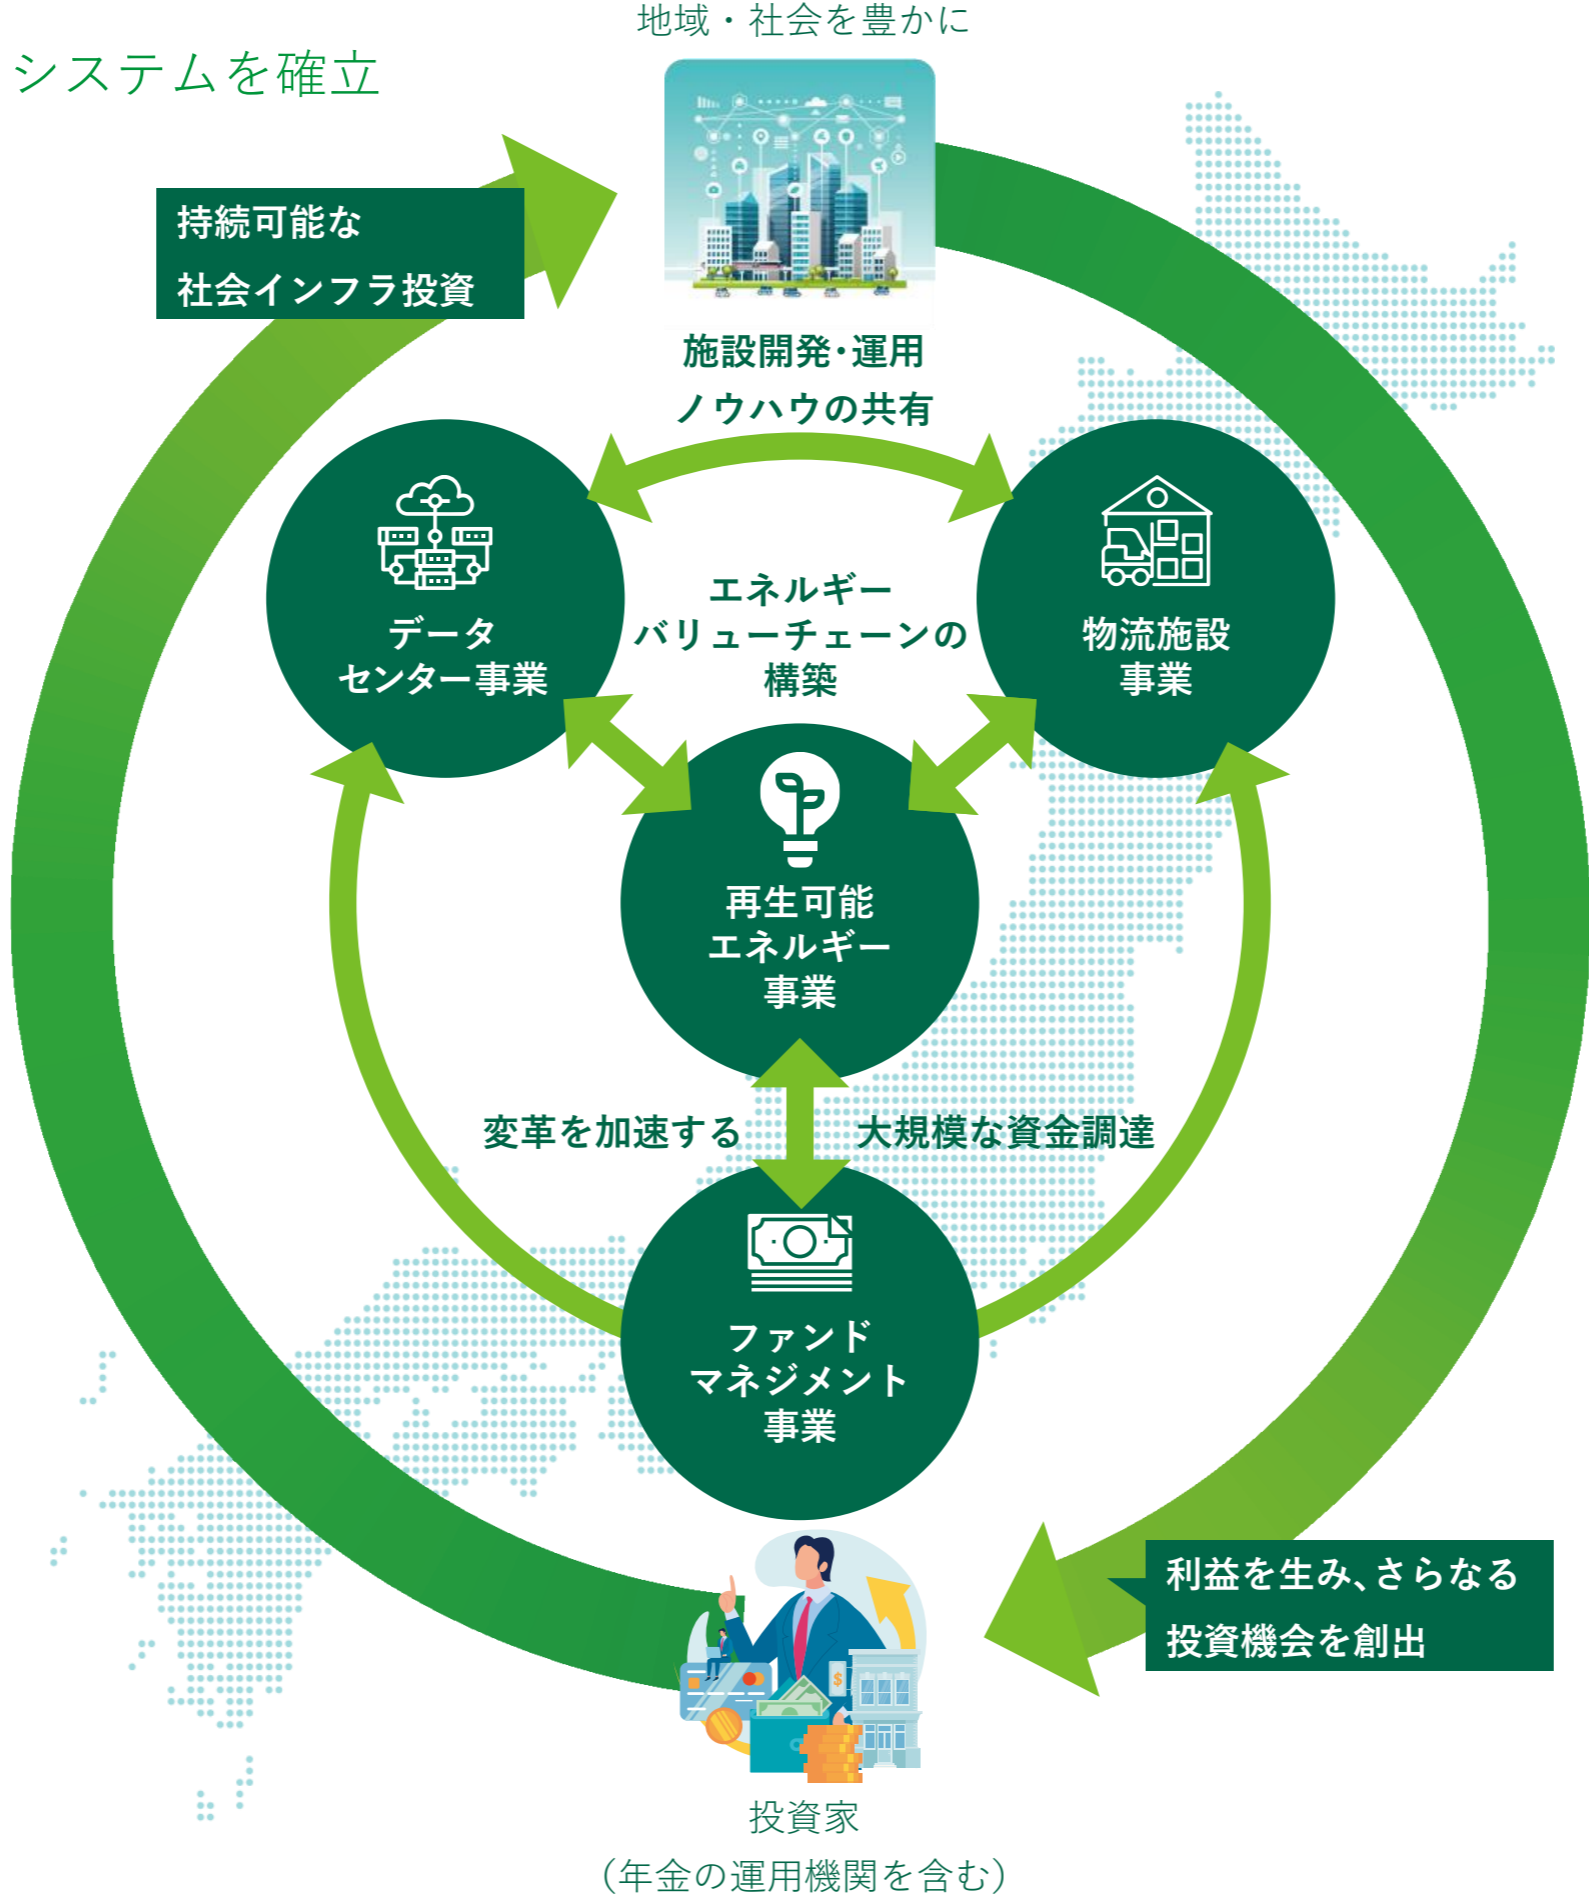 地域・社会を豊かに
システムを確立
持続可能な
社会インフラ投資
施設開発・運用
ノウハウの共有
データ
センター事業
エネルギー
バリューチェーンの
構築
物流施設
事業
再生可能
エネルギー
事業
変革を加速する
大規模な資金調達
ファンド
マネジメント
事業
利益を生み、さらなる
投資機会を創出
$
投資家
(年金の運用機関を含む)